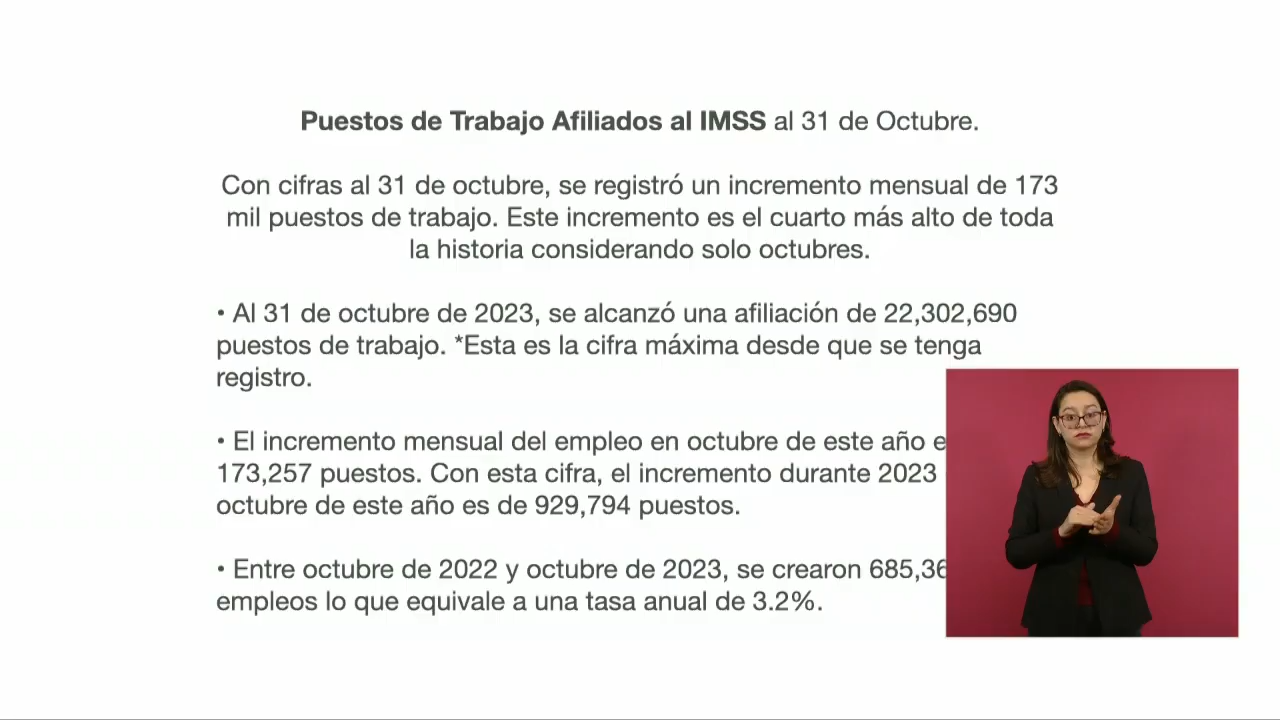 Puestos de Trabajo Afiliados al IMSS al 31 de Octubre.
Con cifras al 31 de octubre, se registró un incremento mensual de 173
mil puestos de trabajo. Este incremento es el cuarto más alto de toda
la historia considerando solo octubres.
• Al 31 de octubre de 2023, se alcanzó una afiliación de 22,302,690
puestos de trabajo. *Esta es la cifra máxima desde que se tenga
registro.
• El incremento mensual del empleo en octubre de este año
173,257 puestos. Con esta cifra, el incremento durante 2023
octubre de este año es de 929,794 puestos.
• Entre octubre de 2022 y octubre de 2023, se crearon
empleos lo que equivale a una tasa anual de 3.2%.